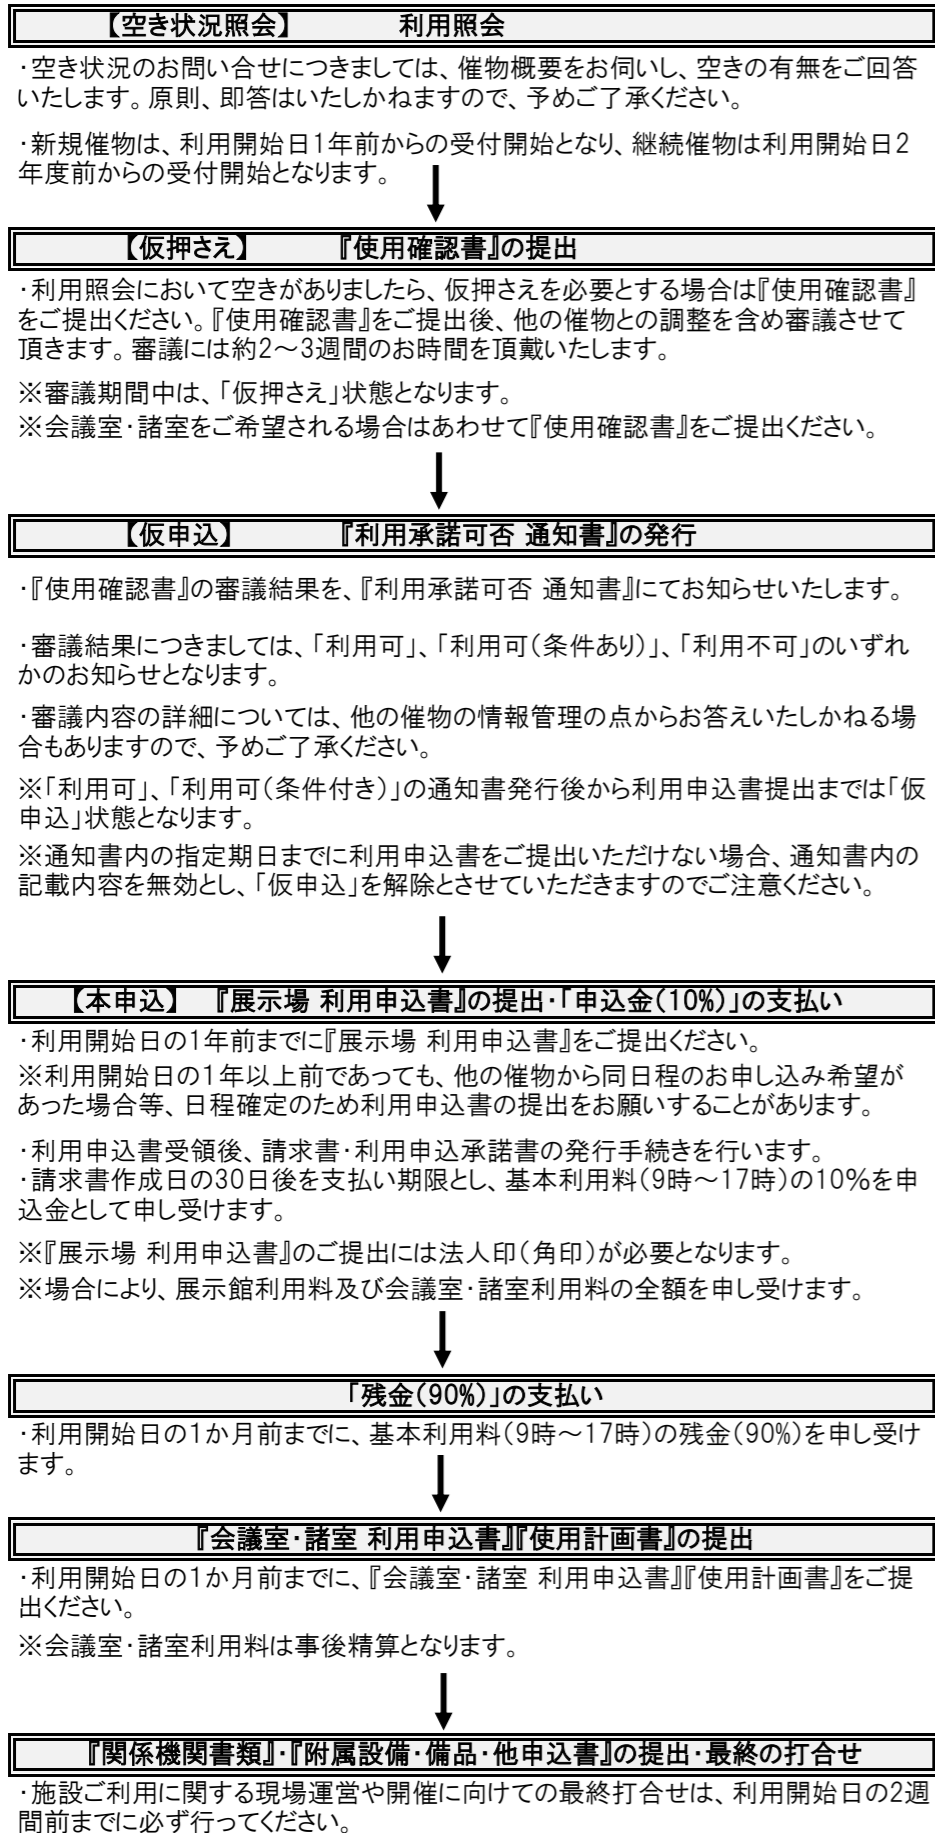 【空き状況照会】 利用照会
・空き状況のお問い合せにつきましては、催物概要をお伺いし、空きの有無をご回答
いたします。原則、即答はいたしかねますので、予めご了承ください。
・新規催物は、利用開始日1年前からの受付開始となり、継続催物は利用開始日2
年度前からの受付開始となります。
【仮押さえ】 『使用確認書』の提出
・利用照会において空きがありましたら、仮押さえを必要とする場合は『使用確認書』
をご提出ください。『使用確認書』をご提出後、他の催物との調整を含め審議させて
頂きます。審議には約2～3週間のお時間を頂戴いたします。
※審議期間中は、「仮押さえ」状態となります。
※会議室・諸室をご希望される場合はあわせて『使用確認書』をご提出ください。
【仮申込】 『利用承諾可否 通知書』の発行
・『使用確認書』の審議結果を、『利用承諾可否 通知書』にてお知らせいたします。
・審議結果につきましては、「利用可」、「利用可(条件あり)」、「利用不可」のいずれ
かのお知らせとなります。
・審議内容の詳細については、他の催物の情報管理の点からお答えいたしかねる場
合もありますので、予めご了承ください。
※「利用可」、「利用可(条件付き)」の通知書発行後から利用申込書提出までは「仮
申込」状態となります。
※通知書内の指定期日までに利用申込書をご提出いただけない場合、通知書内の
記載内容を無効とし、「仮申込」を解除とさせていただきますのでご注意ください。
【本申込】 『展示場 利用申込書』の提出・「申込金(10%)」の支払い
・利用開始日の1年前までに『展示場 利用申込書』をご提出ください。
※利用開始日の1年以上前であっても、他の催物から同日程のお申し込み希望が
あった場合等、日程確定のため利用申込書の提出をお願いすることがあります。
・利用申込書受領後、請求書・利用申込承諾書の発行手続きを行います。
・請求書作成日の30日後を支払い期限とし、基本利用料(9時～17時)の10%を申
込金として申し受けます。
※『展示場 利用申込書』のご提出には法人印(角印)が必要となります。
※場合により、展示館利用料及び会議室・諸室利用料の全額を申し受けます。
「残金(90%)」の支払い
・利用開始日の1か月前までに、基本利用料(9時～17時)の残金(90%)を申し受け
ます。
『会議室・諸室 利用申込書』『使用計画書』の提出
・利用開始日の1か月前までに、『会議室・諸室 利用申込書』『使用計画書』をご提
出ください。
※会議室・諸室利用料は事後精算となります。
『関係機関書類』・『附属設備・備品・他申込書』の提出・最終の打合せ
・施設ご利用に関する現場運営や開催に向けての最終打合せは、利用開始日の2週
間前までに必ず行ってください。